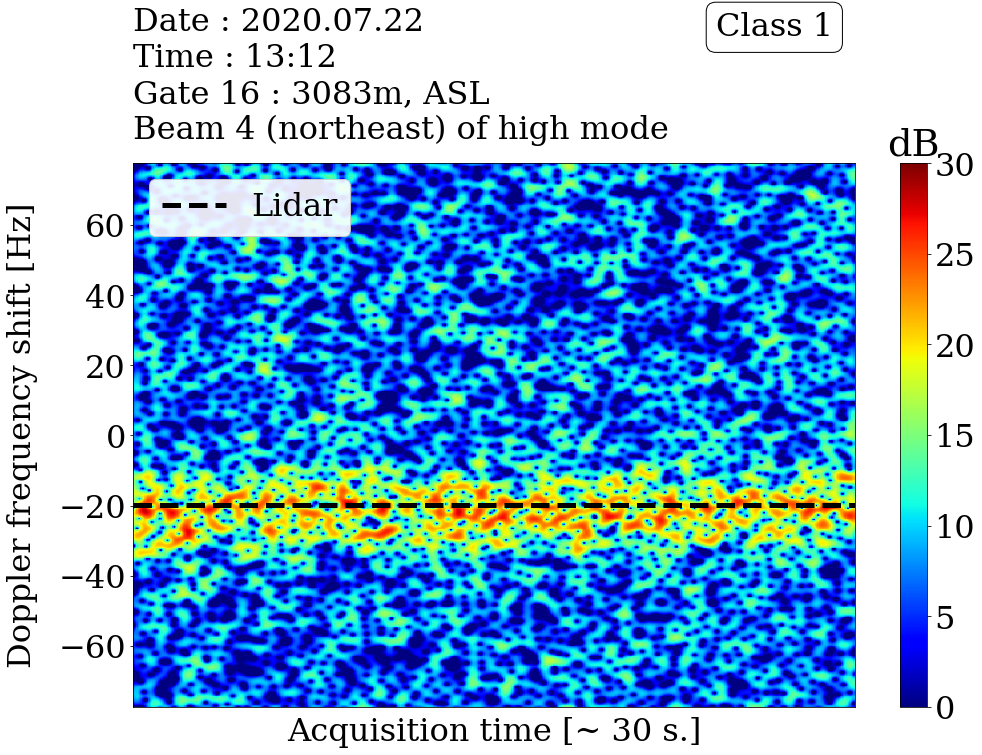 Date : 2020.07.22
Time : 13:12
Gate 16 : 3083m, ASL
Beam 4 (northeast) of high mode
Class 1
dB
Lidar
Doppler frequency shift [Hz]
60
40
20
0
−20
−40
−60
30
25
20
15
10
5
0
Acquisition time [~ 30 s.]